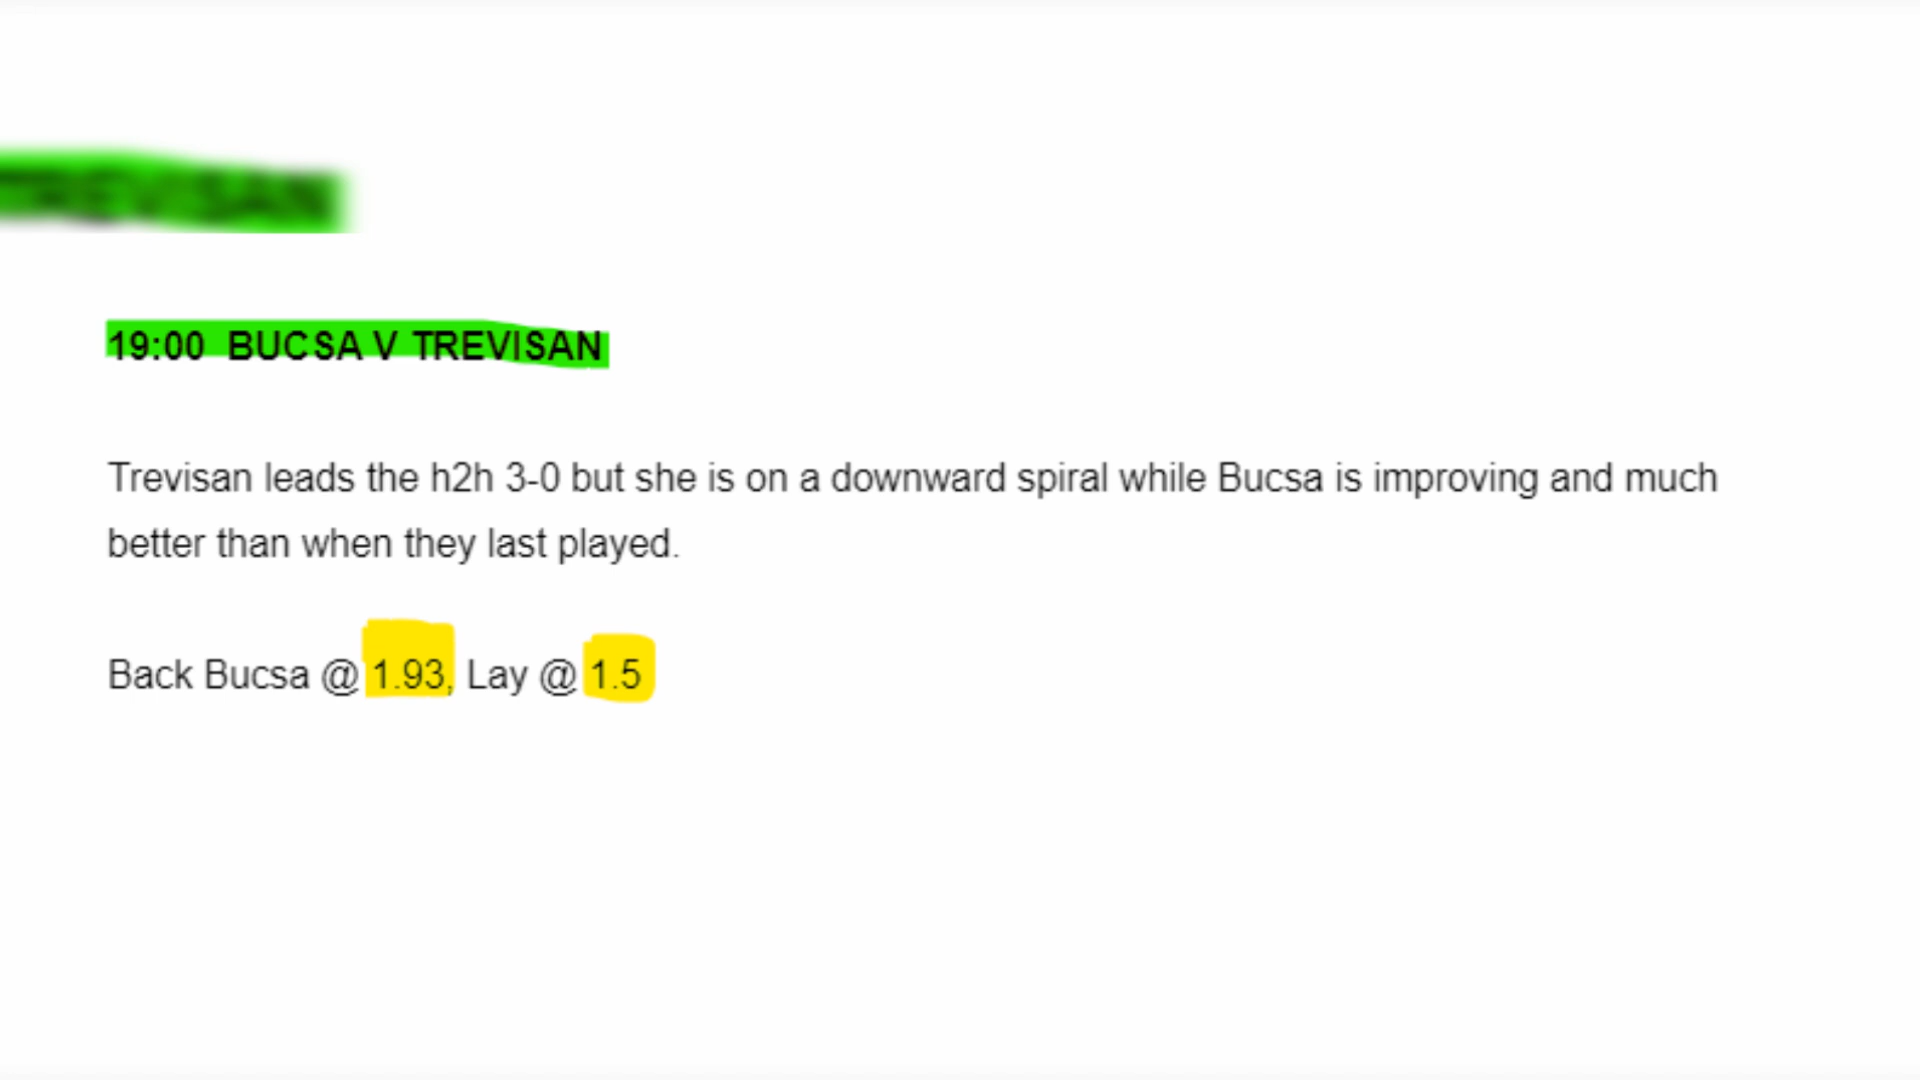 TREVISAN
19:00 BUCSA V TREVISAN
Trevisan leads the h2h 3-0 but she is on a downward spiral while Bucsa is improving and much
better than when they last played.
Back Bucsa @ 1.93, Lay @ 1.5